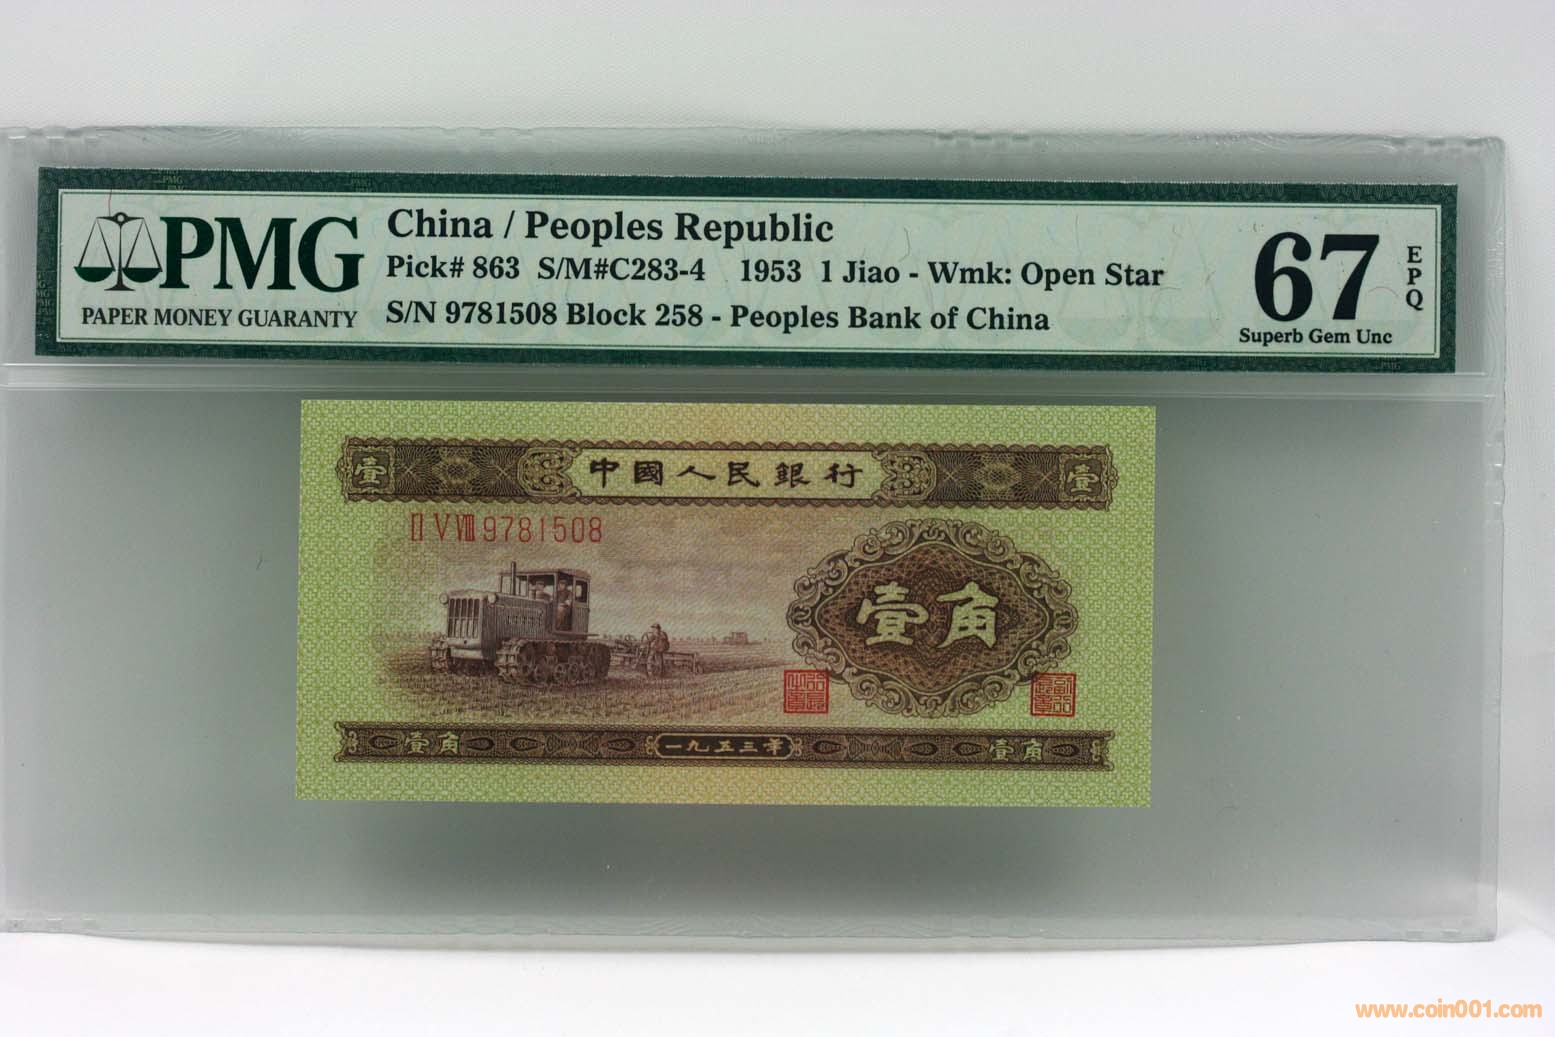 PMG
PAPER MONEY GUARANTY
China / Peoples Republic
Pick# 863 S/M#C283-4 1953 1 Jiao - Wmk: Open Star
S/N 9781508 Block 258 - Peoples Bank of China
67
EPQ
Superb Gem Unc
壹 中國人民銀行 壹
II V VIII 9781508
壹角
壹角 一九五三年 壹角
www.coin001.com